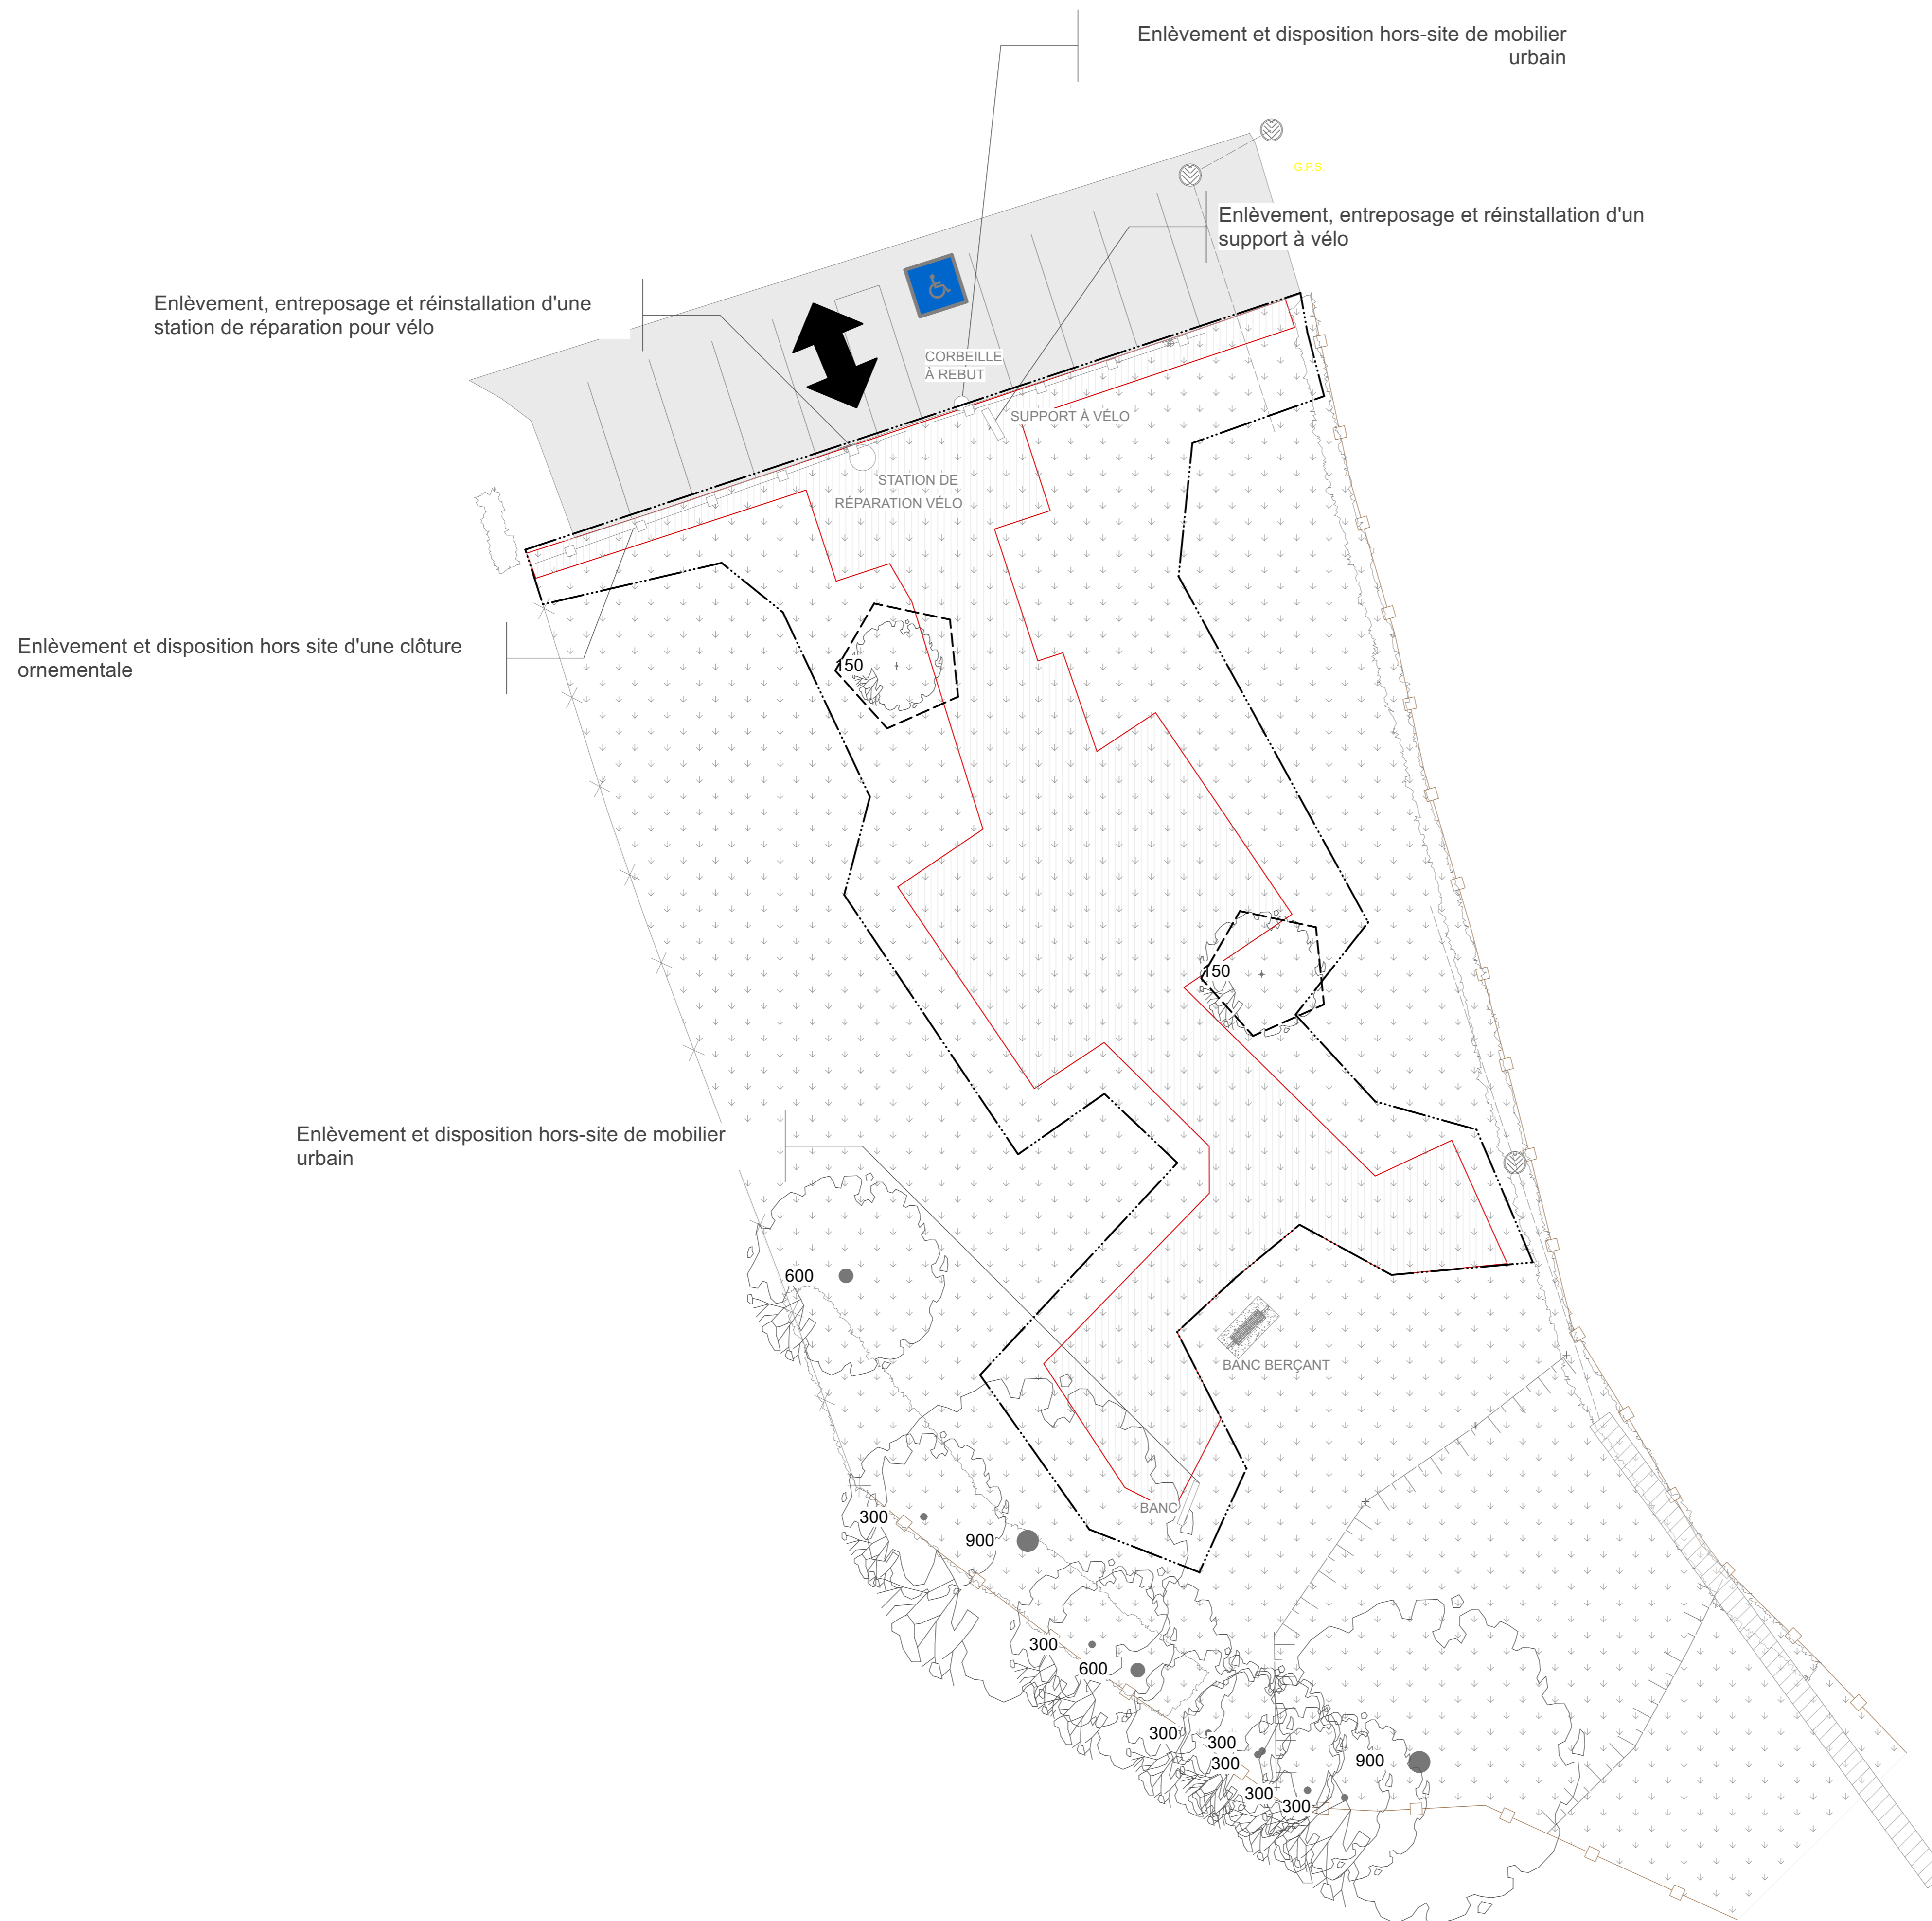 Enlèvement et disposition hors-site de mobilier
urbain
G.P.S.
Enlèvement, entreposage et réinstallation d'un
support à vélo
Enlèvement, entreposage et réinstallation d'une
station de réparation pour vélo
CORBEILLE
À REBUT
SUPPORT À VÉLO
STATION DE
RÉPARATION VÉLO
Enlèvement et disposition hors site d'une clôture
ornementale
150
150
Enlèvement et disposition hors-site de mobilier
urbain
600
BANC BERÇANT
BANC
300
900
300
600
300
300
300
900
300
300